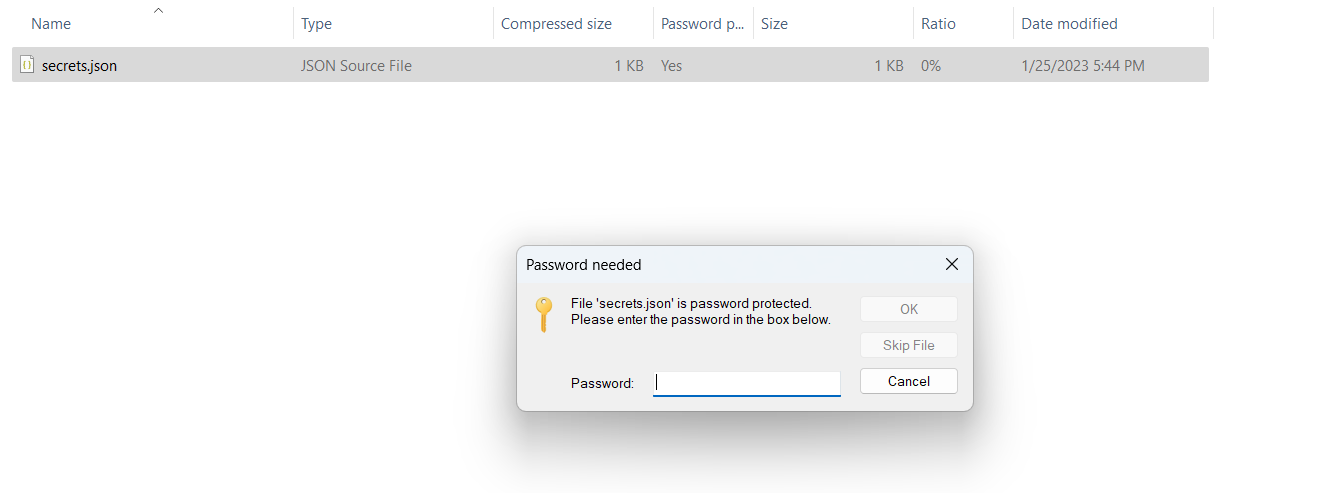 Name Type Compressed size Password p... Size Ratio Date modified
secrets.json JSON Source File 1 KB Yes 1 KB 0% 1/25/2023 5:44 PM
Password needed
File 'secrets.json' is password protected.
Please enter the password in the box below.
OK
Skip File
Password:
Cancel